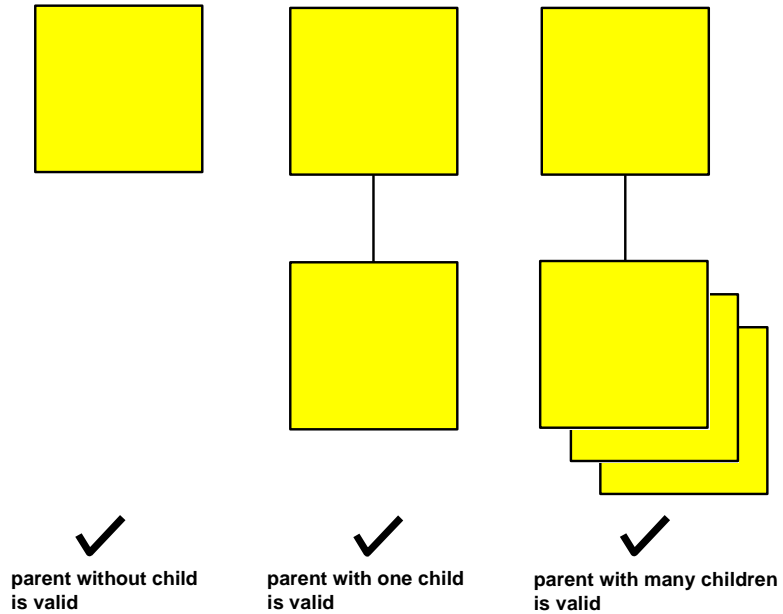 parent without child
is valid
parent with one child
is valid
parent with many children
is valid